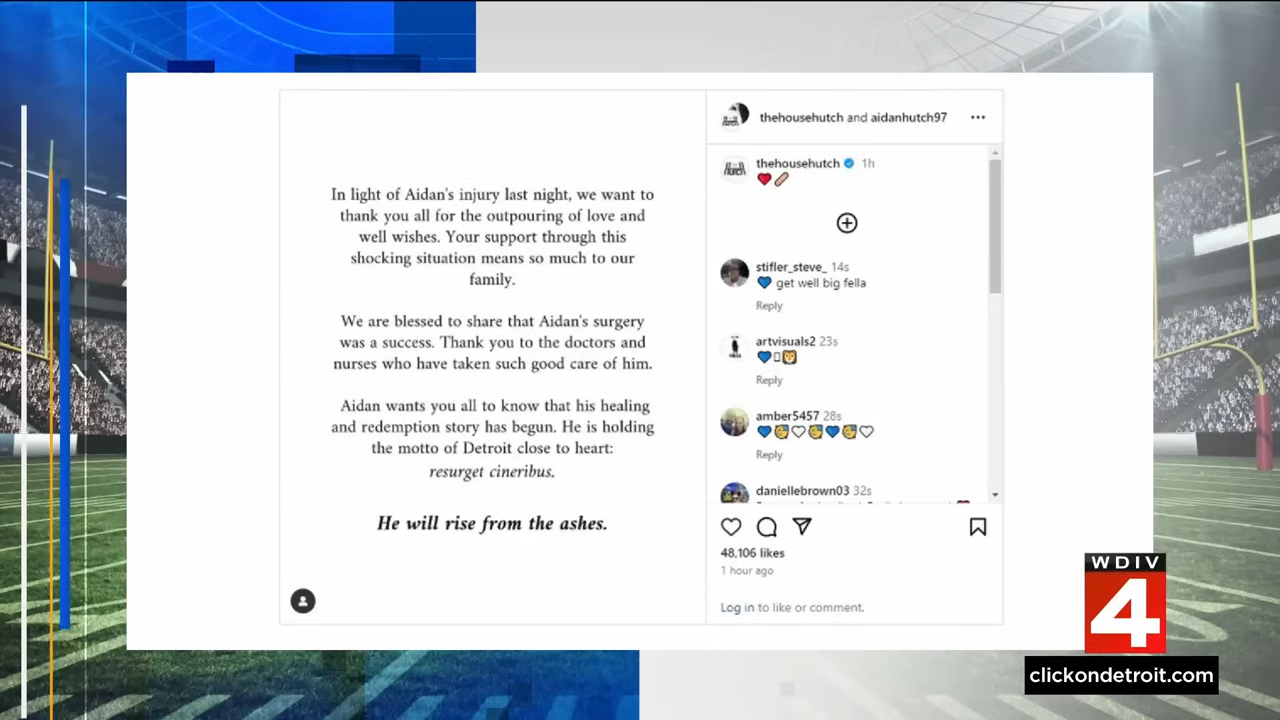 In light of Aidan's injury last night, we want to
thank you all for the outpouring of love and
well wishes. Your support through this
shocking situation means so much to our
family.
We are blessed to share that Aidan's surgery
was a success. Thank you to the doctors and
nurses who have taken such good care of him.
Aidan wants you all to know that his healing
and redemption story has begun. He is holding
the motto of Detroit close to heart:
resurget cineribus.
He will rise from the ashes.
thehousehutch and aidanhutch97
thehousehutch 1h
stifler_steve_ 14s
get well big fella
Reply
artvisuals2 23s
Reply
amber5457 28s
Reply
daniellebrown03 32s
48,106 likes
1 hour ago
Log in to like or comment.
WDIV
4
clickondetroit.com